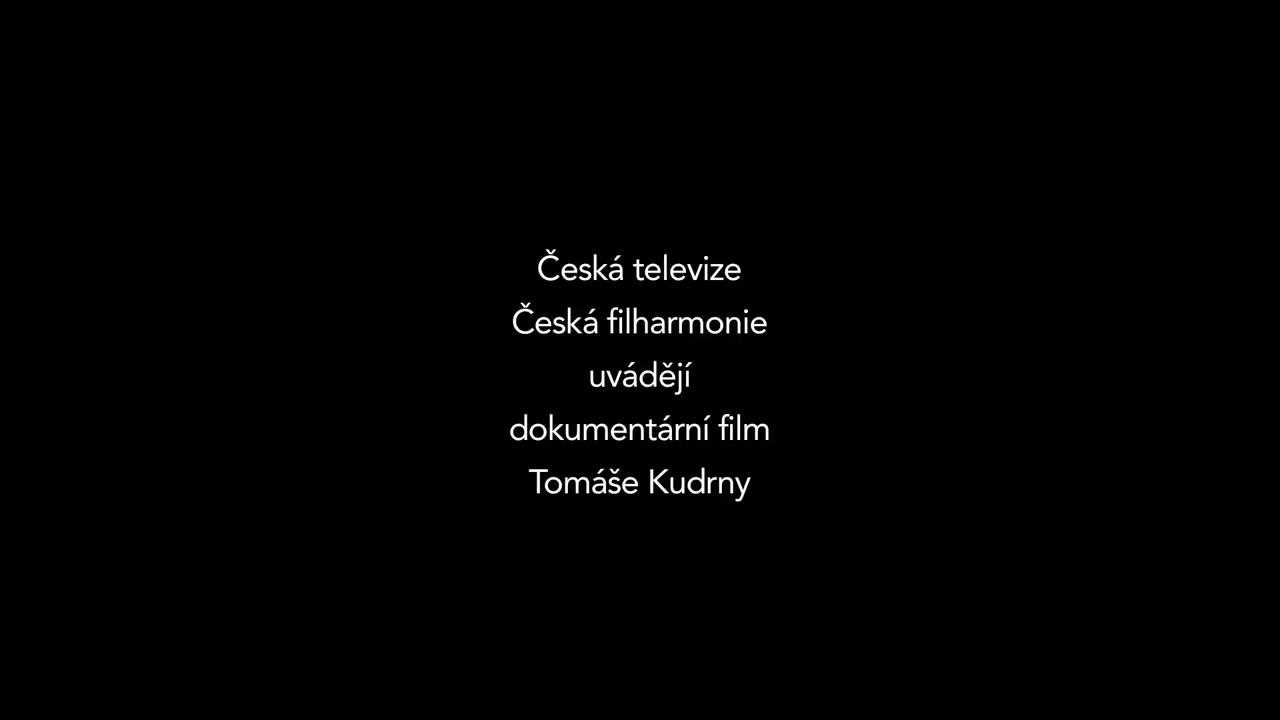 Česká televize
Česká filharmonie
uvádějí
dokumentární film
Tomáše Kudrny